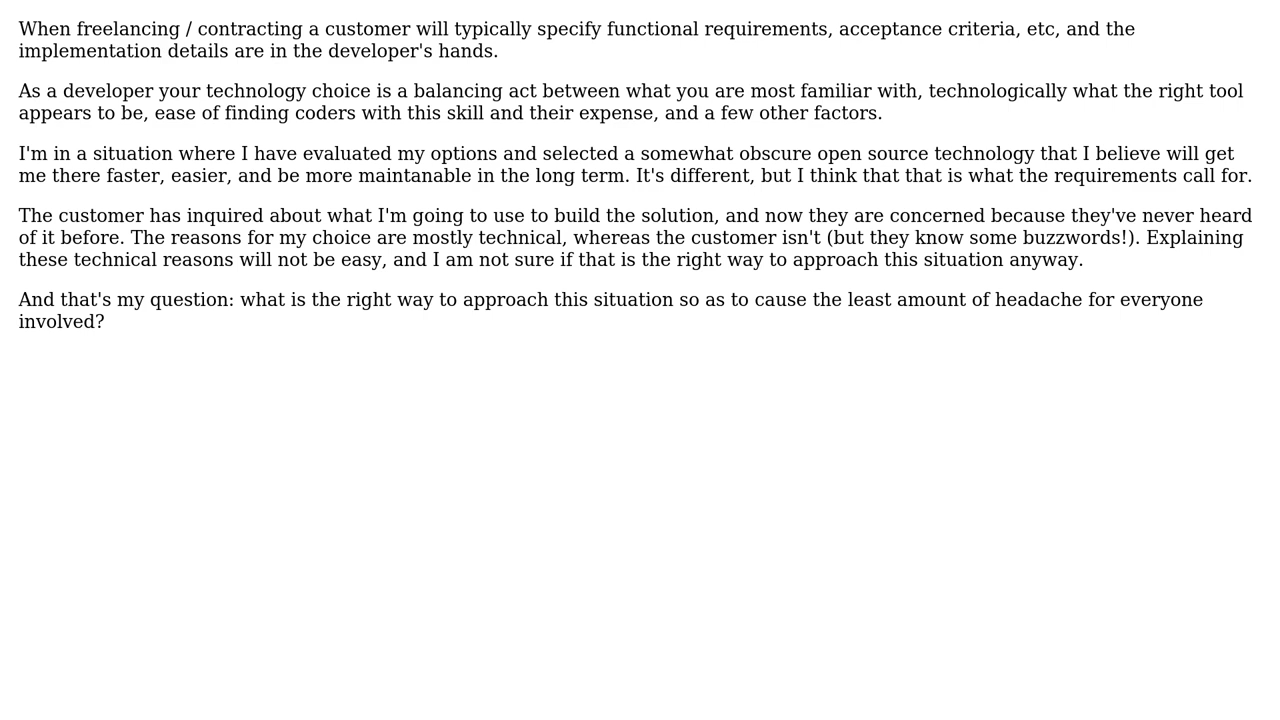 When freelancing / contracting a customer will typically specify functional requirements, acceptance criteria, etc, and the
implementation details are in the developer's hands.
As a developer your technology choice is a balancing act between what you are most familiar with, technologically what the right tool
appears to be, ease of finding coders with this skill and their expense, and a few other factors.
I'm in a situation where I have evaluated my options and selected a somewhat obscure open source technology that I believe will get
me there faster, easier, and be more maintanable in the long term. It's different, but I think that that is what the requirements call for.
The customer has inquired about what I'm going to use to build the solution, and now they are concerned because they've never heard
of it before. The reasons for my choice are mostly technical, whereas the customer isn't (but they know some buzzwords!). Explaining
these technical reasons will not be easy, and I am not sure if that is the right way to approach this situation anyway.
And that's my question: what is the right way to approach this situation so as to cause the least amount of headache for everyone
involved?